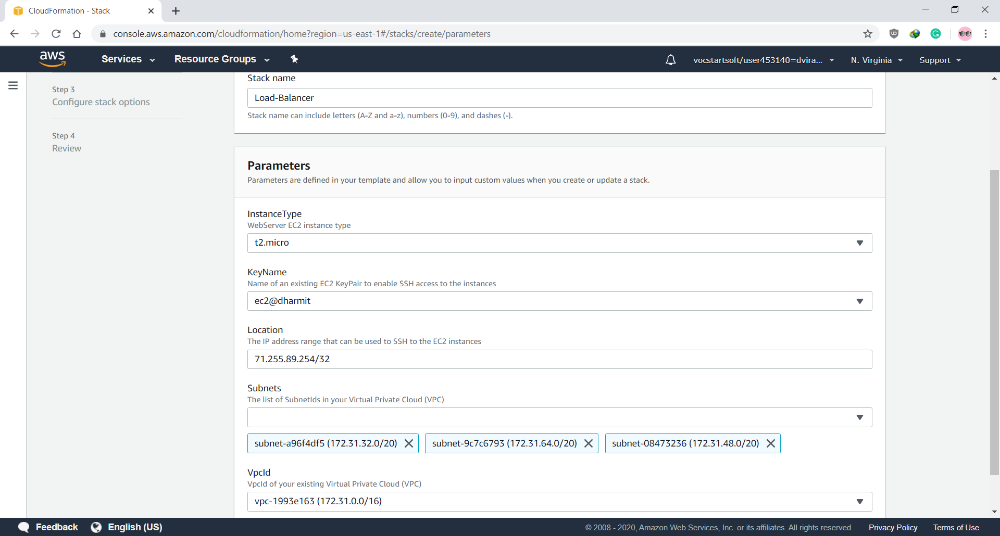 CloudFormation - Stack
console.aws.amazon.com/cloudformation/home?region=us-east-1#/stacks/create/parameters
aws
Services
Resource Groups
vocstartsoft/user453140=dvira...
N. Virginia
Support
Step 3
Configure stack options
Step 4
Review
Stack name
Load-Balancer
Stack name can include letters (A-Z and a-z), numbers (0-9), and dashes (-).
Parameters
Parameters are defined in your template and allow you to input custom values when you create or update a stack.
InstanceType
WebServer EC2 instance type
t2.micro
KeyName
Name of an existing EC2 KeyPair to enable SSH access to the instances
ec2@dharmit
Location
The IP address range that can be used to SSH to the EC2 instances
71.255.89.254/32
Subnets
The list of SubnetIds in your Virtual Private Cloud (VPC)
subnet-a96f4df5 (172.31.32.0/20)
subnet-9c7c6793 (172.31.64.0/20)
subnet-08473236 (172.31.48.0/20)
VpcId
VpcId of your existing Virtual Private Cloud (VPC)
vpc-1993e163 (172.31.0.0/16)
Feedback
English (US)
© 2008 - 2020, Amazon Web Services, Inc. or its affiliates. All rights reserved.
Privacy Policy
Terms of Use